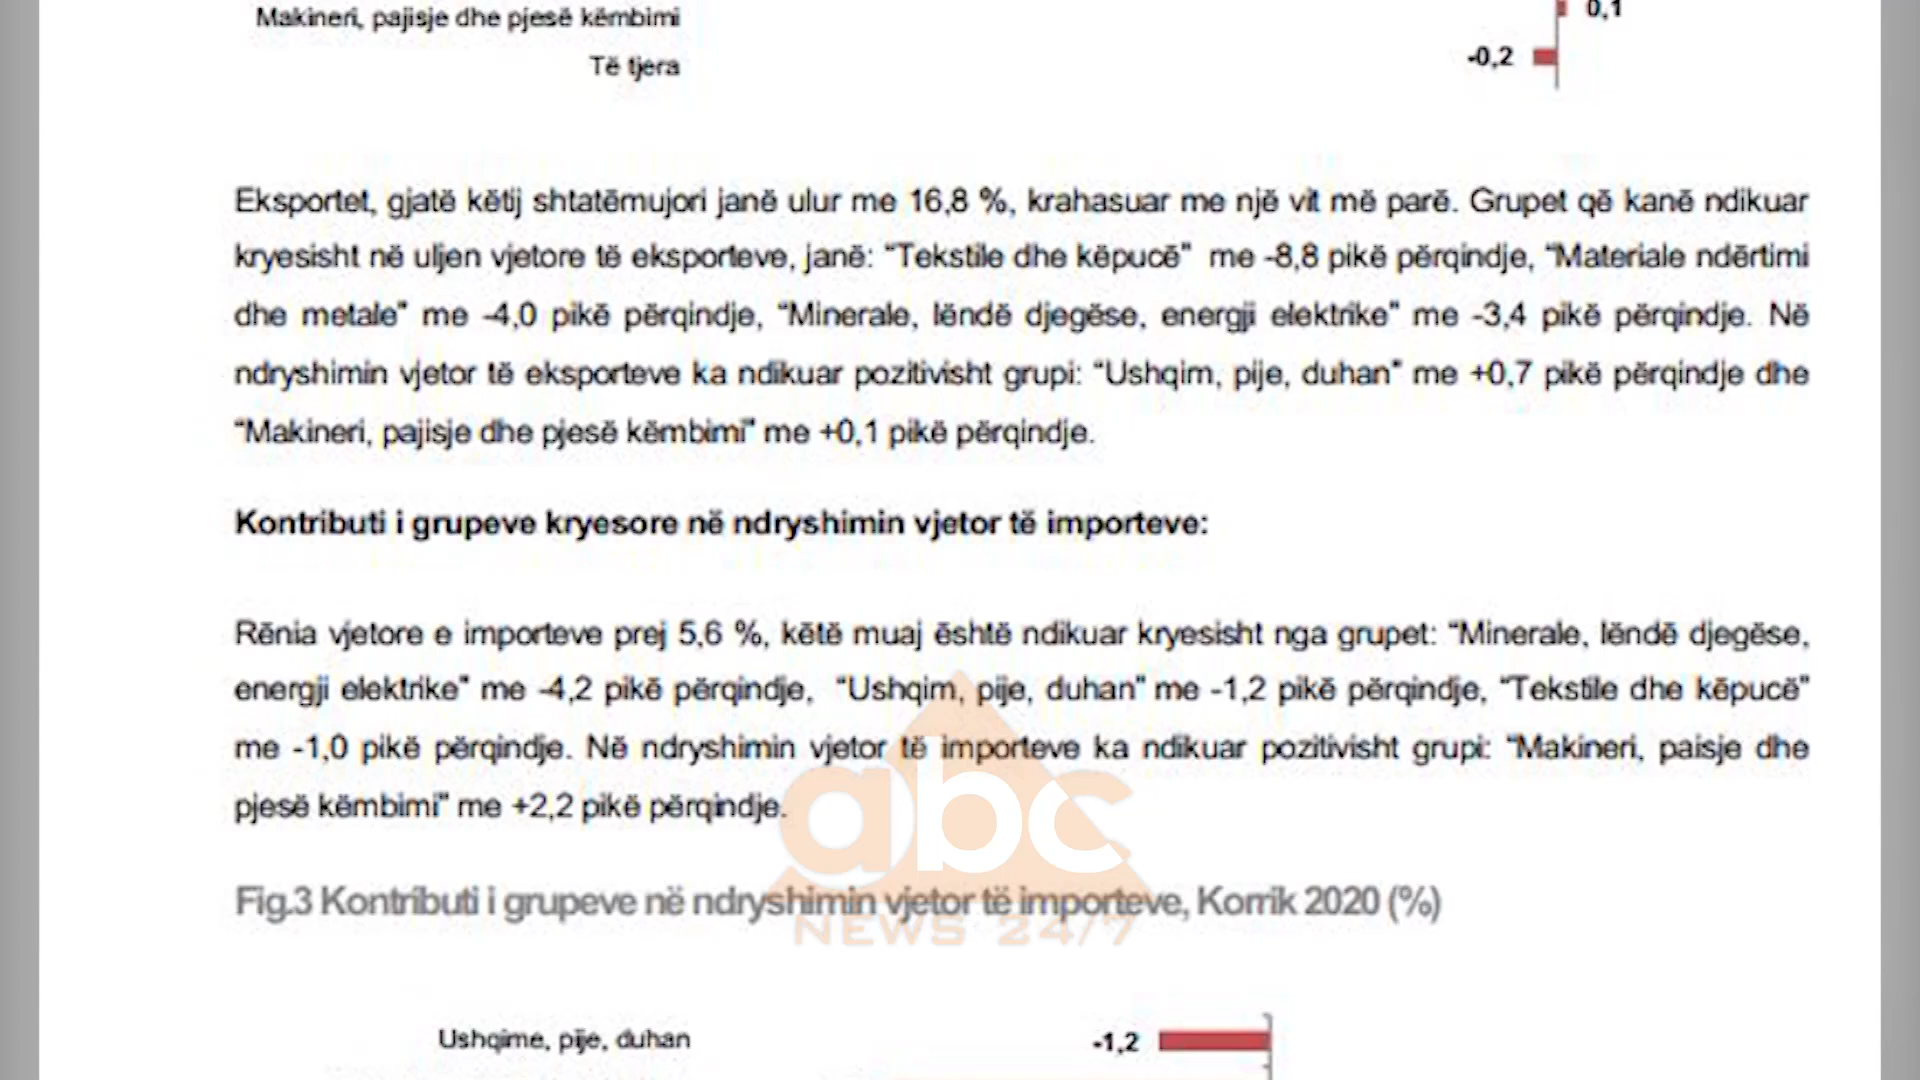 Makineri, pajisje dhe pjesë këmbimi
0,1
Të tjera
-0,2
Eksportet, gjatë këtij shtatëmujori janë ulur me 16,8 %, krahasuar me një vit më parë. Grupet që kanë ndikuar
kryesisht në uljen vjetore të eksporteve, janë: “Tekstile dhe këpucë” me -8,8 pikë përqindje, “Materiale ndërtimi
dhe metale” me -4,0 pikë përqindje, “Minerale, lëndë djegëse, energji elektrike” me -3,4 pikë përqindje. Në
ndryshimin vjetor të eksporteve ka ndikuar pozitivisht grupi: “Ushqim, pije, duhan” me +0,7 pikë përqindje dhe
“Makineri, pajisje dhe pjesë këmbimi” me +0,1 pikë përqindje.
Kontributi i grupeve kryesore në ndryshimin vjetor të importeve:
Rënia vjetore e importeve prej 5,6 %, këtë muaj është ndikuar kryesisht nga grupet: “Minerale, lëndë djegëse,
energji elektrike” me -4,2 pikë përqindje, “Ushqim, pije, duhan” me -1,2 pikë përqindje, “Tekstile dhe këpucë”
me -1,0 pikë përqindje. Në ndryshimin vjetor të importeve ka ndikuar pozitivisht grupi: “Makineri, paisje dhe
pjesë këmbimi” me +2,2 pikë përqindje.
abc
Fig.3 Kontributi i grupeve në ndryshimin vjetor të importeve, Korrik 2020 (%)
NEWS 24/7
Ushqime, pije, duhan
-1,2